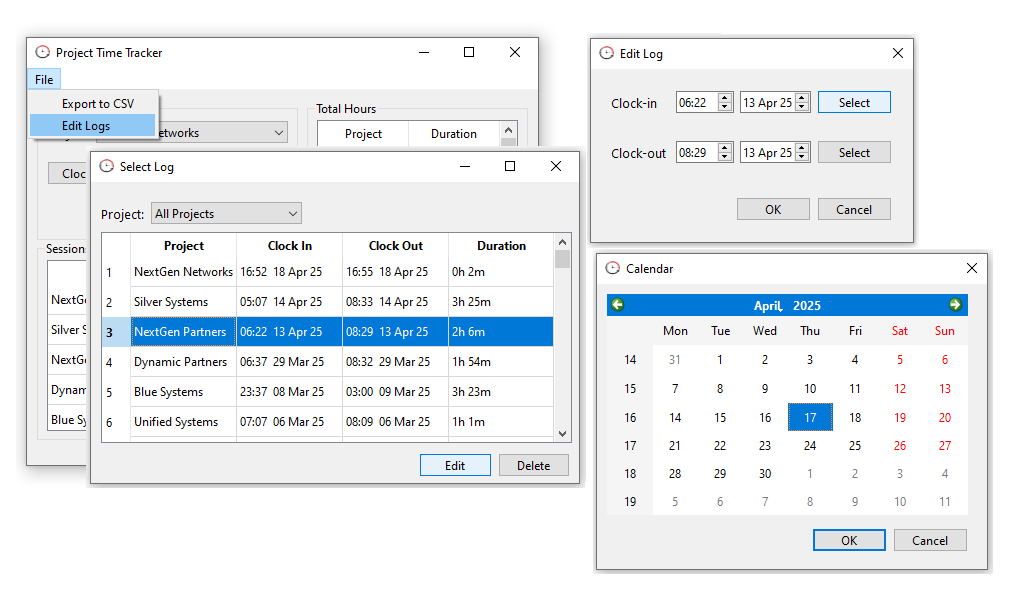 Project Time Tracker
File
Export to CSV
Edit Logs
etworks
Total Hours
Project Duration
Cloc
Session
NextGe
Silver S
NextGe
Dynam
Blue Sy
Select Log
Project: All Projects
Project Clock In Clock Out Duration
1 NextGen Networks 16:52 18 Apr 25 16:55 18 Apr 25 0h 2m
2 Silver Systems 05:07 14 Apr 25 08:33 14 Apr 25 3h 25m
3 NextGen Partners 06:22 13 Apr 25 08:29 13 Apr 25 2h 6m
4 Dynamic Partners 06:37 29 Mar 25 08:32 29 Mar 25 1h 54m
5 Blue Systems 23:37 08 Mar 25 03:00 09 Mar 25 3h 23m
6 Unified Systems 07:07 06 Mar 25 08:09 06 Mar 25 1h 1m
Edit Delete
Edit Log
Clock-in 06:22 13 Apr 25 Select
Clock-out 08:29 13 Apr 25 Select
OK Cancel
Calendar
April, 2025
Mon Tue Wed Thu Fri Sat Sun
14 31 1 2 3 4 5 6
15 7 8 9 10 11 12 13
16 14 15 16 17 18 19 20
17 21 22 23 24 25 26 27
18 28 29 30 1 2 3 4
19 5 6 7 8 9 10 11
OK Cancel